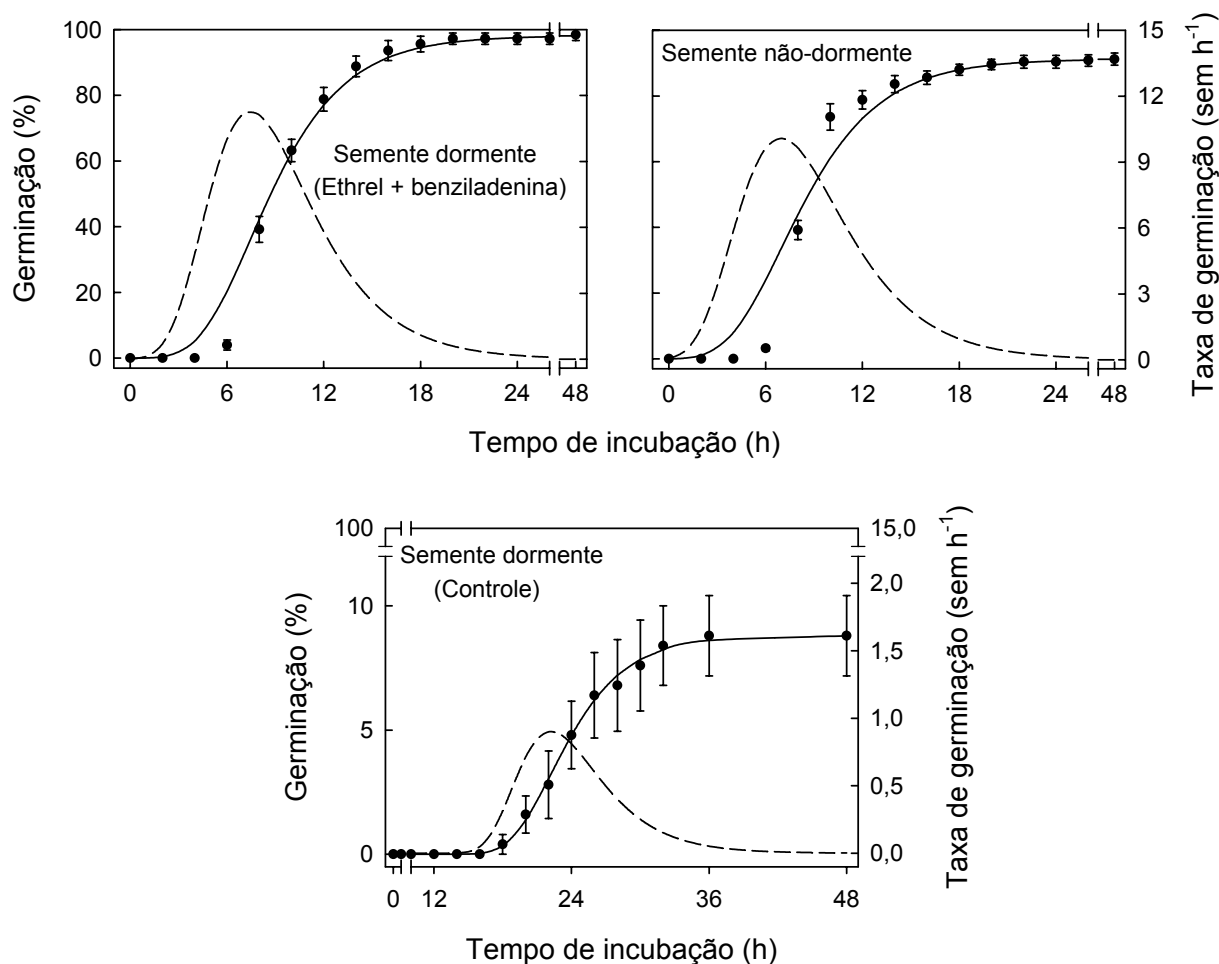 100
80
60
40
20
0
Germinação (%)
Semente dormente
(Ethrel + benziladenina)
0 6 12 18 24 48
Semente não-dormente
15
12
9
6
3
0
Taxa de germinação (sem h-1)
0 6 12 18 24 48
Tempo de incubação (h)
100
10
5
0
Germinação (%)
Semente dormente
(Controle)
15,0
2,0
1,5
1,0
0,5
0,0
Taxa de germinação (sem h-1)
0 12 24 36 48
Tempo de incubação (h)